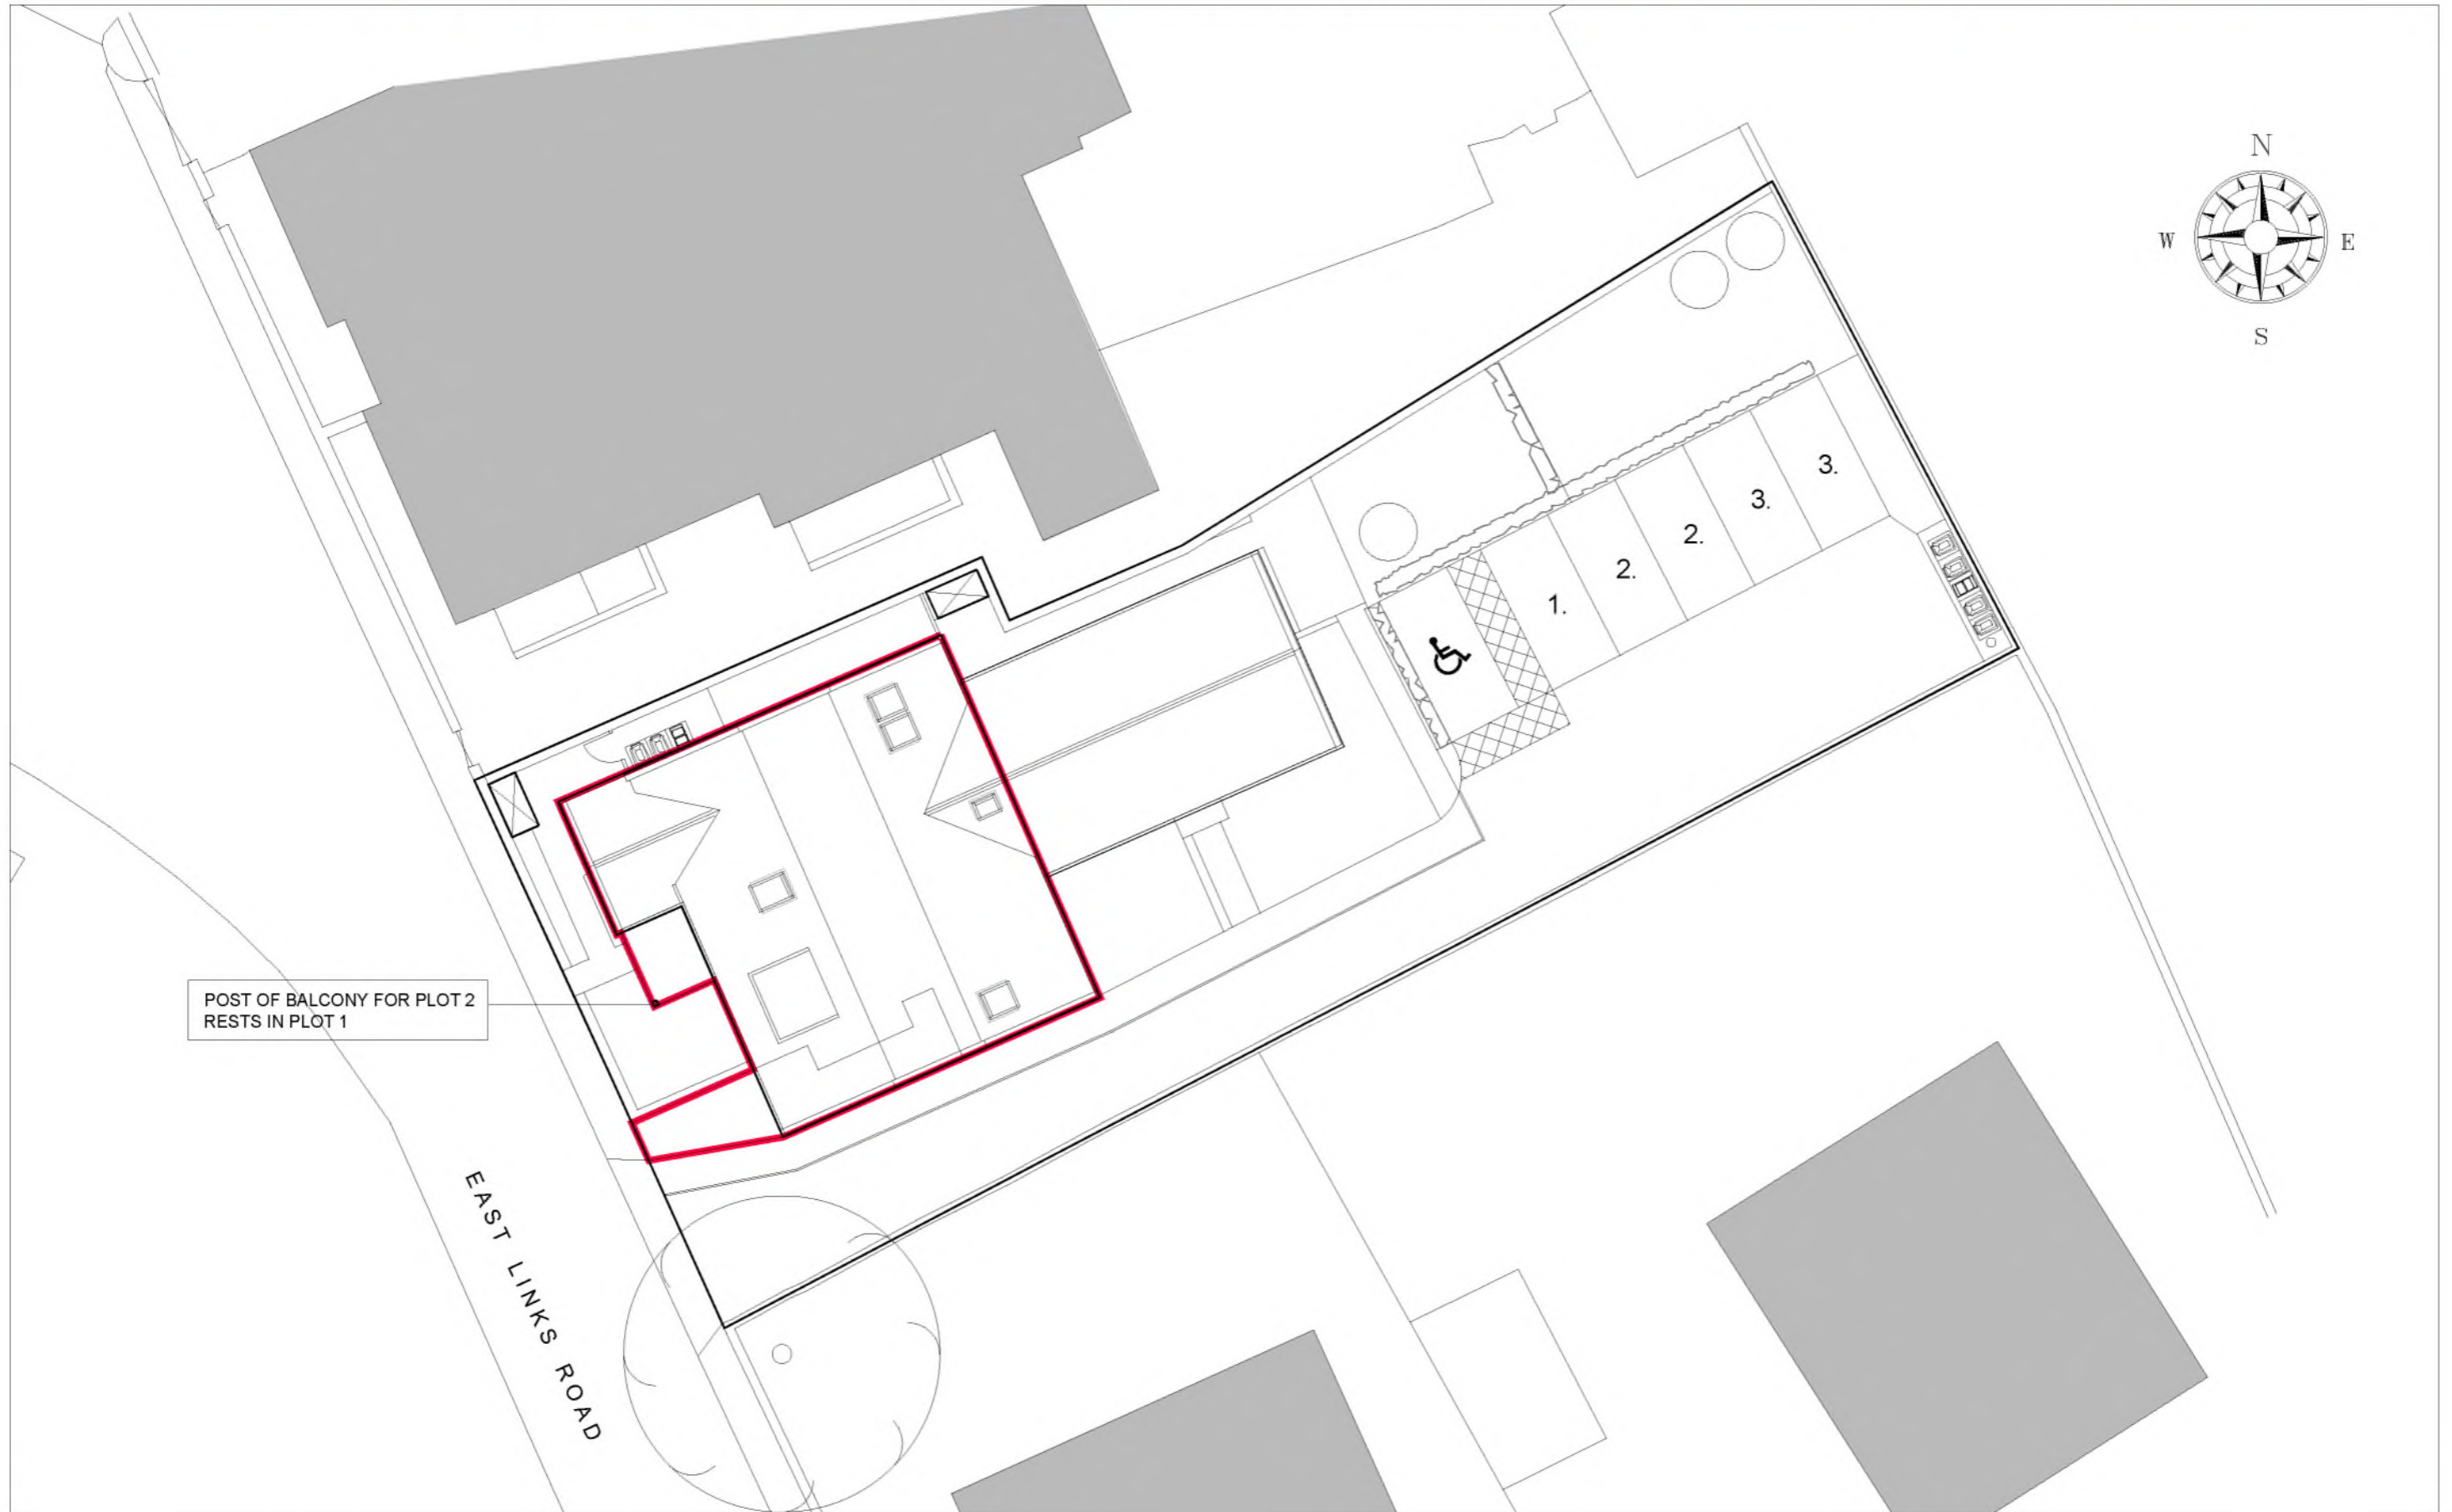 N
W
E
S
3.
3.
2.
2.
1.
POST OF BALCONY FOR PLOT 2
RESTS IN PLOT 1
EAST LINKS ROAD